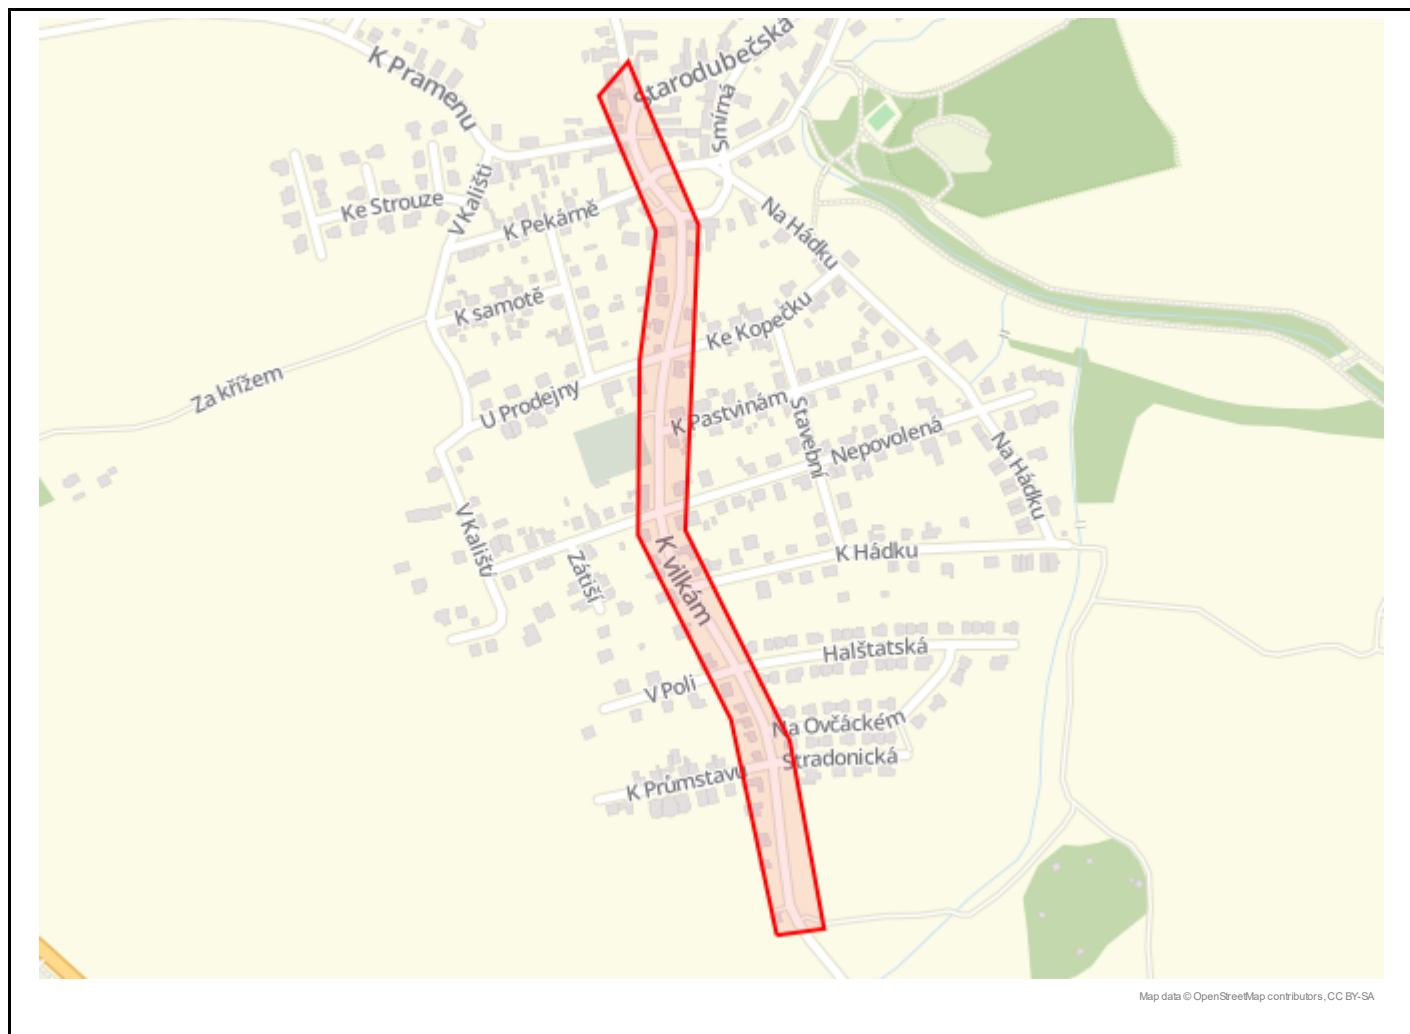 Starodubečská
K Pramenu
Smírná
Ke Strouze
V Kališti
K Pekárně
Na Hádku
K samotě
Ke Kopečku
Za křížem
U Prodejny
K Pastvinám
Stavební
Nepovolená
Na Hádku
V Kališti
K vilkám
Zátiší
K Hádku
Halštatská
V Poli
Na Ovčáckém
Stradonická
K Průmstavu
Map data © OpenStreetMap contributors, CC BY-SA